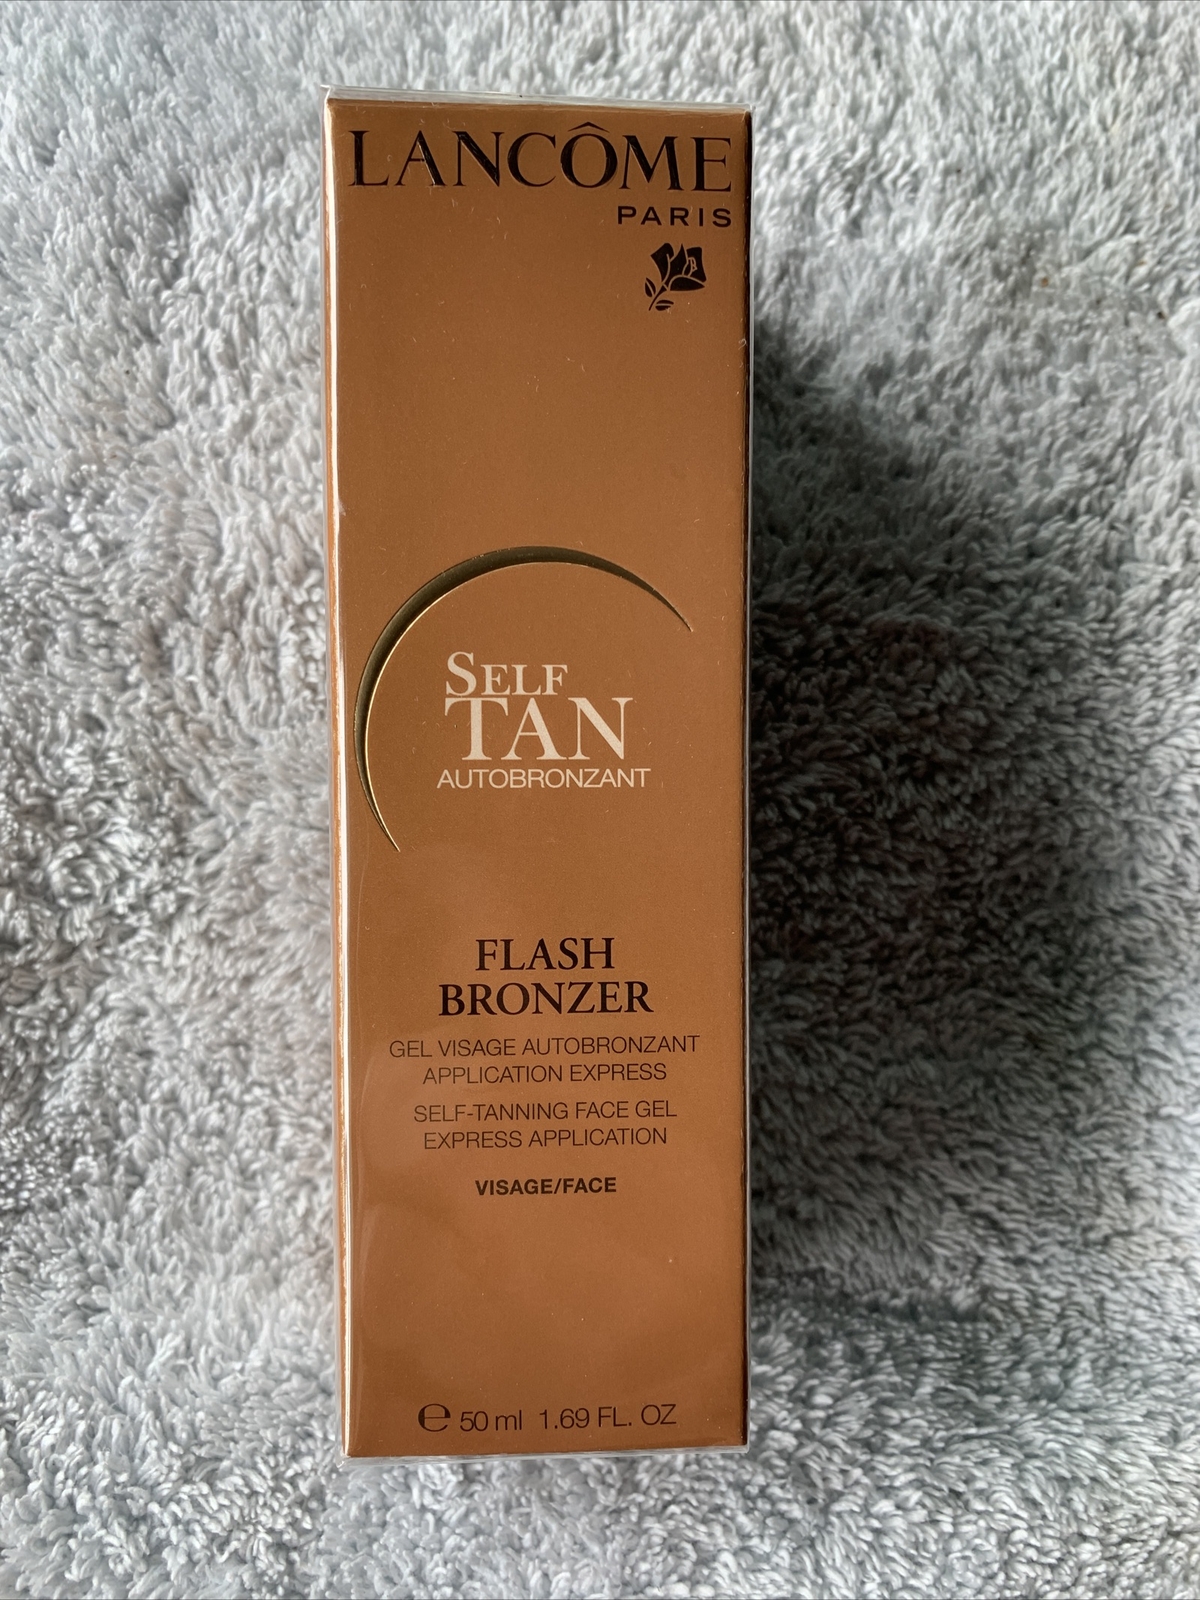 LANCÔME
PARIS
SELF
TAN
AUTOBRONZANT
FLASH
BRONZER
GEL VISAGE AUTOBRONZANT
APPLICATION EXPRESS
SELF-TANNING FACE GEL
EXPRESS APPLICATION
VISAGE/FACE
℮ 50 ml 1.69 FL. OZ